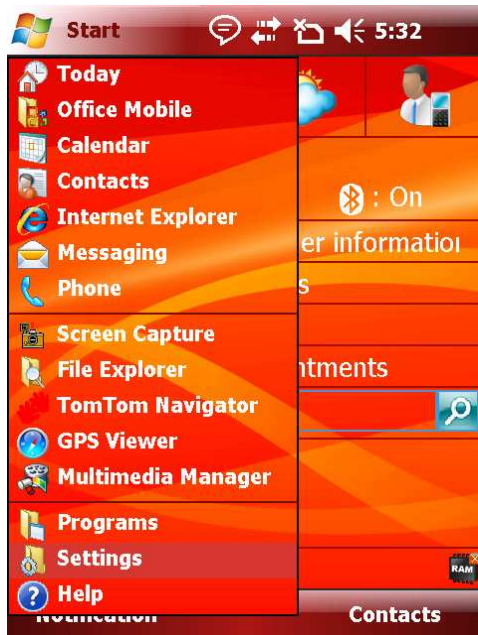 Start 5:32
Today
Office Mobile
Calendar
Contacts
: On
Internet Explorer
er informatio
Messaging
Phone
s
Screen Capture
File Explorer
ntments
TomTom Navigator
GPS Viewer
Multimedia Manager
Programs
Settings
RAM
Help
Notification
Contacts